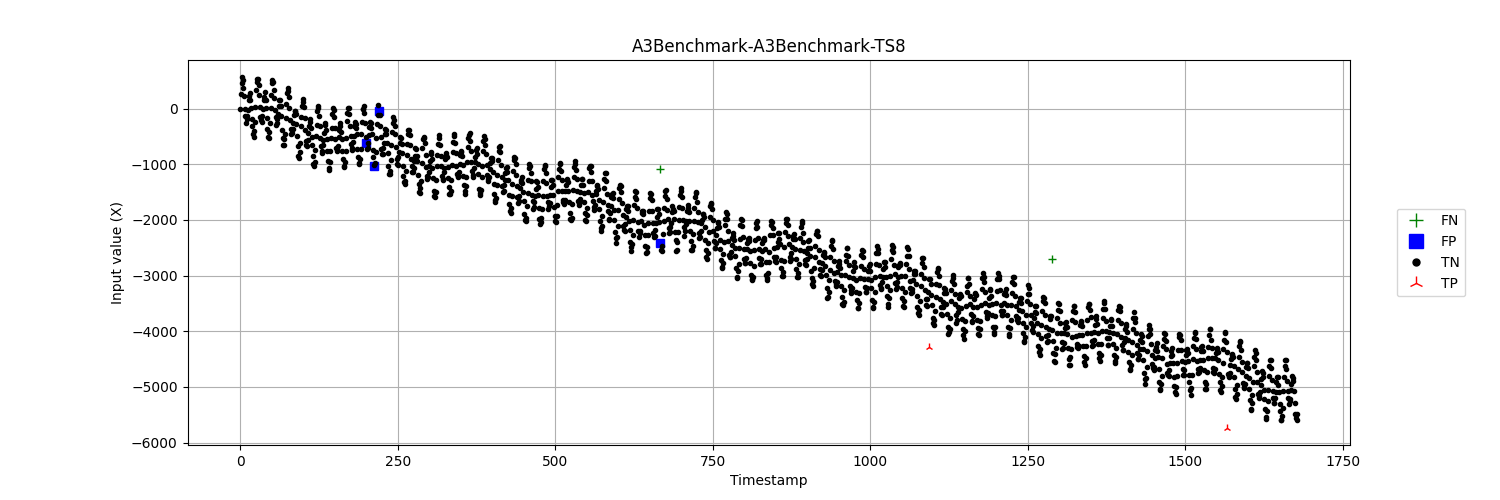 A3Benchmark-A3Benchmark-TS8
Input value (X)
0
−1000
−2000
−3000
−4000
−5000
−6000
0
250
500
750
1000
1250
1500
1750
Timestamp
FN
FP
TN
TP